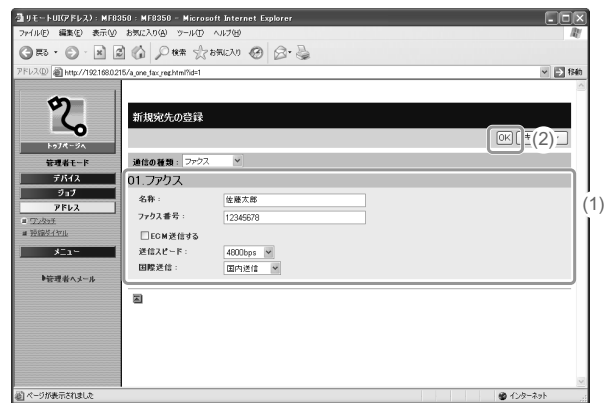 リモートUI(アドレス) : MF8350 : MF8350 - Microsoft Internet Explorer
ファイル(F) 編集(E) 表示(V) お気に入り(A) ツール(T) ヘルプ(H)
戻る 検索 お気に入り
アドレス(D) http://192.168.0.215/a_one_fax_reg.html?id=1 移動
トップページへ
管理者モード
デバイス
ジョブ
アドレス
ワンタッチ
短縮ダイヤル
メニュー
管理者へメール
新規宛先の登録
OK (2)
通信の種類 : ファクス
01.ファクス
名称 : 佐藤太郎
ファクス番号 : 12345678
ECM送信する
送信スピード : 4800bps
国際送信 : 国内送信
(1)
ページが表示されました インターネット